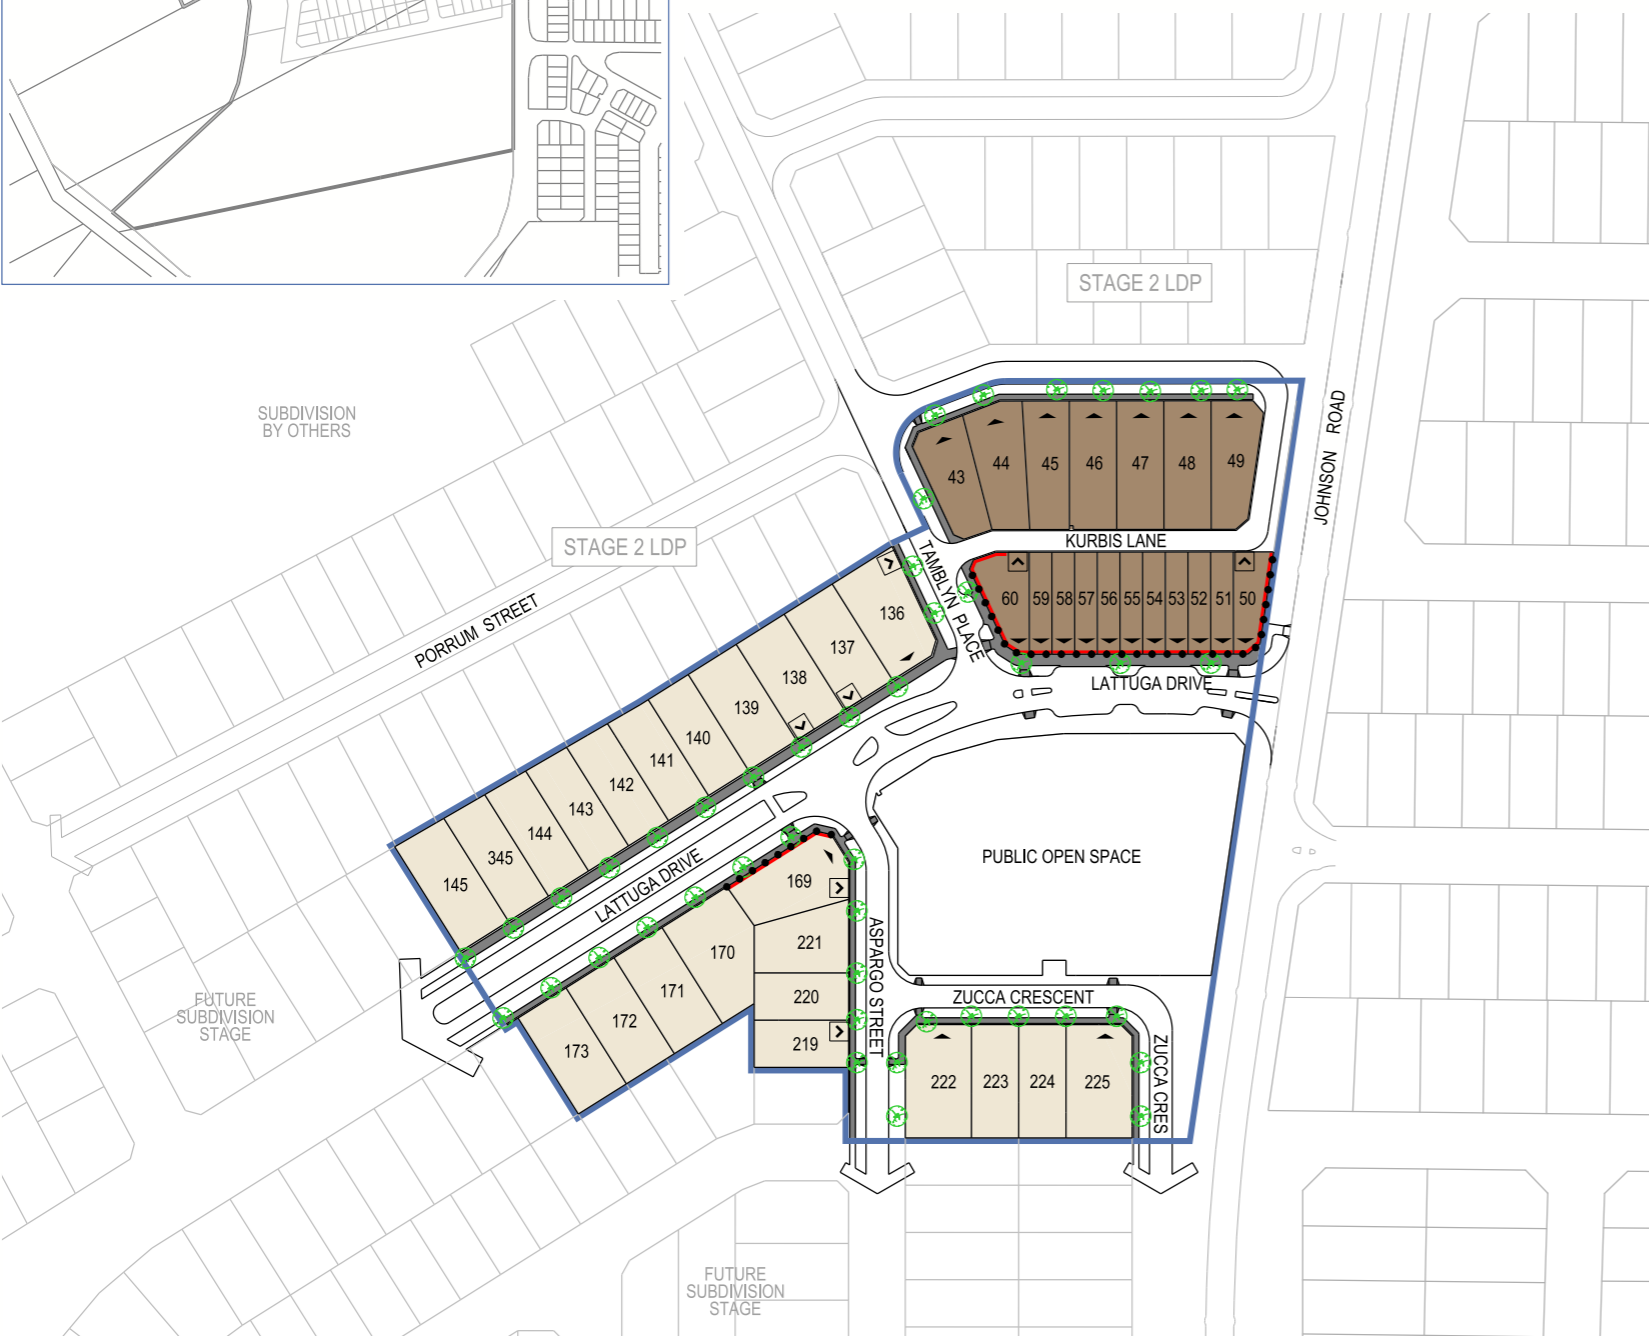 STAGE 2 LDP
SUBDIVISION
BY OTHERS
JOHNSON ROAD
43
44
45
46
47
48
49
KURBIS LANE
STAGE 2 LDP
TAMBLYN PLACE
60
59
58
57
56
55
54
53
52
51
50
PORRUM STREET
136
137
138
139
140
141
142
143
144
345
145
LATTUGA DRIVE
LATTUGA DRIVE
PUBLIC OPEN SPACE
169
170
171
172
173
221
220
219
ASPARGO STREET
ZUCCA CRESCENT
ZUCCA CRES
222
223
224
225
FUTURE
SUBDIVISION
STAGE
FUTURE
SUBDIVISION
STAGE